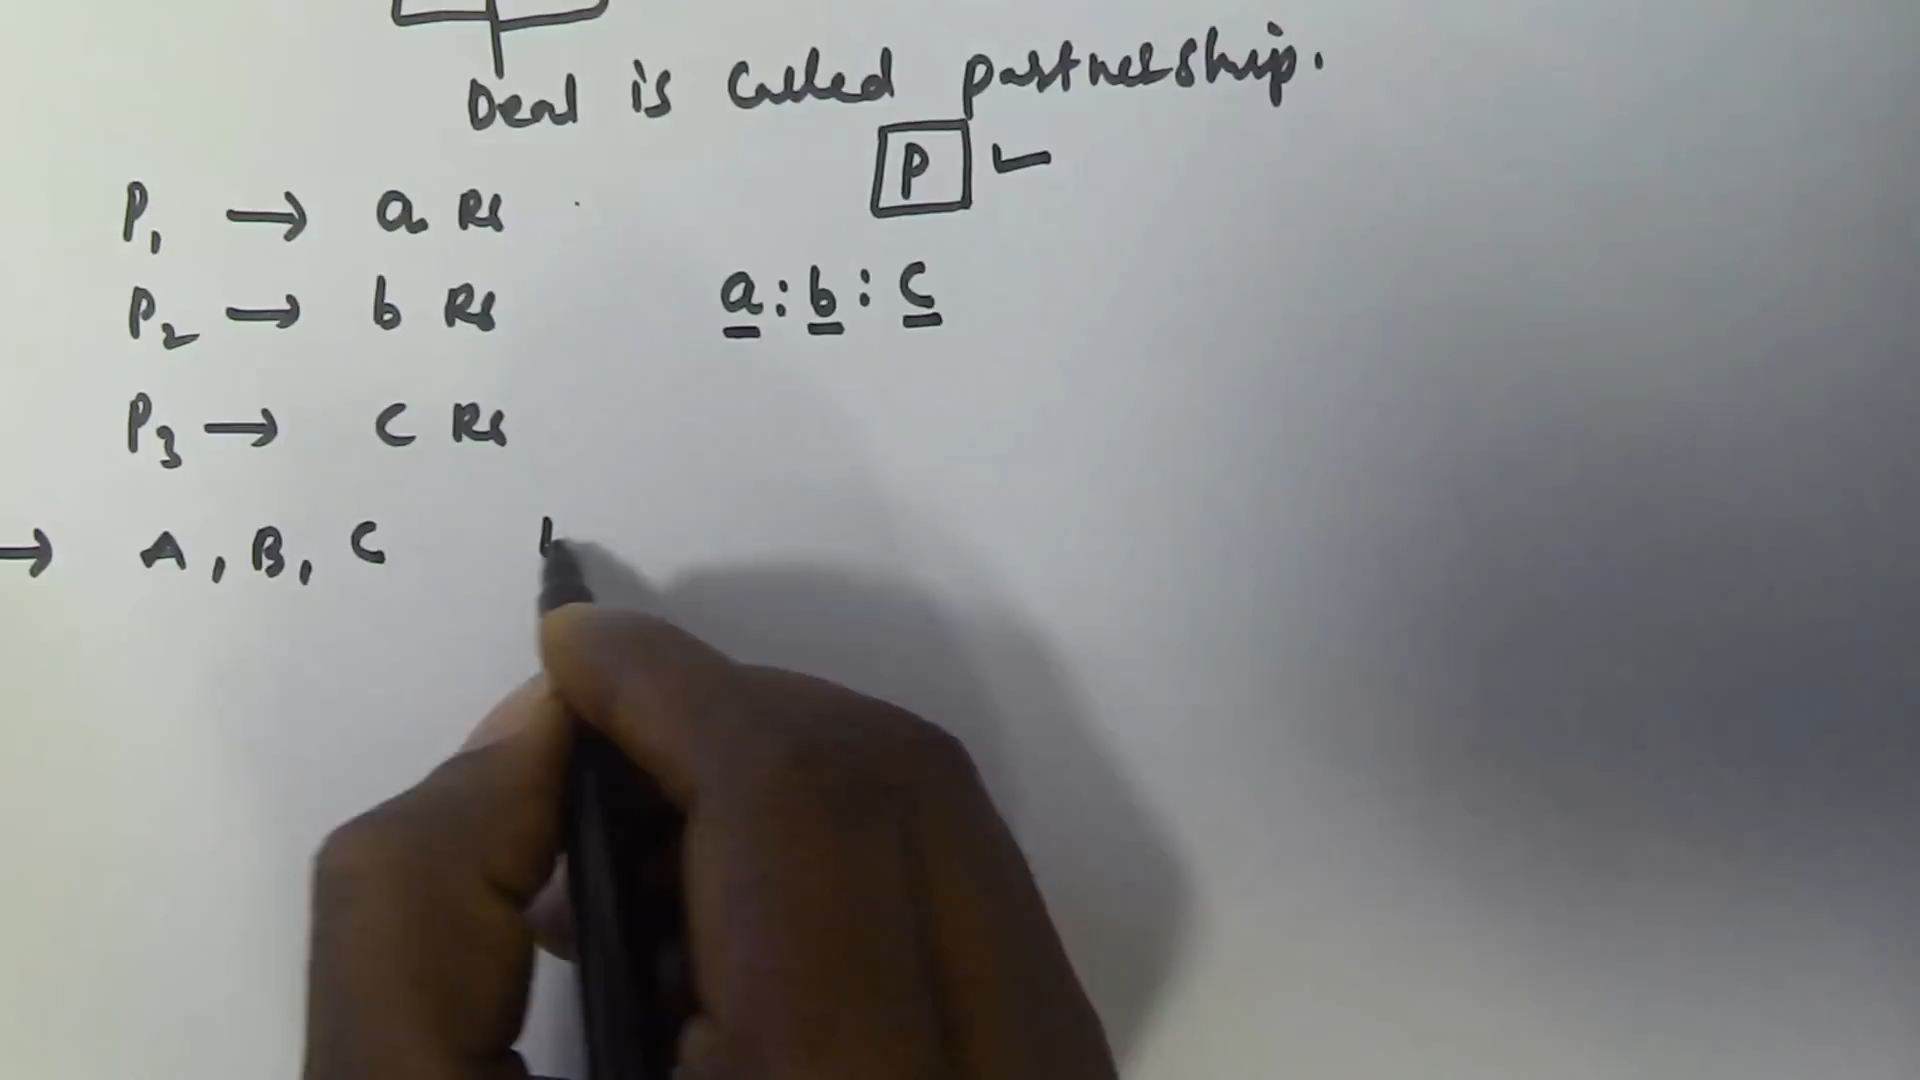 Deal is called partnership.
P
P₁ → a Rs
P₂ → b Rs
a : b : c
P₃ → c Rs
→ A, B, C